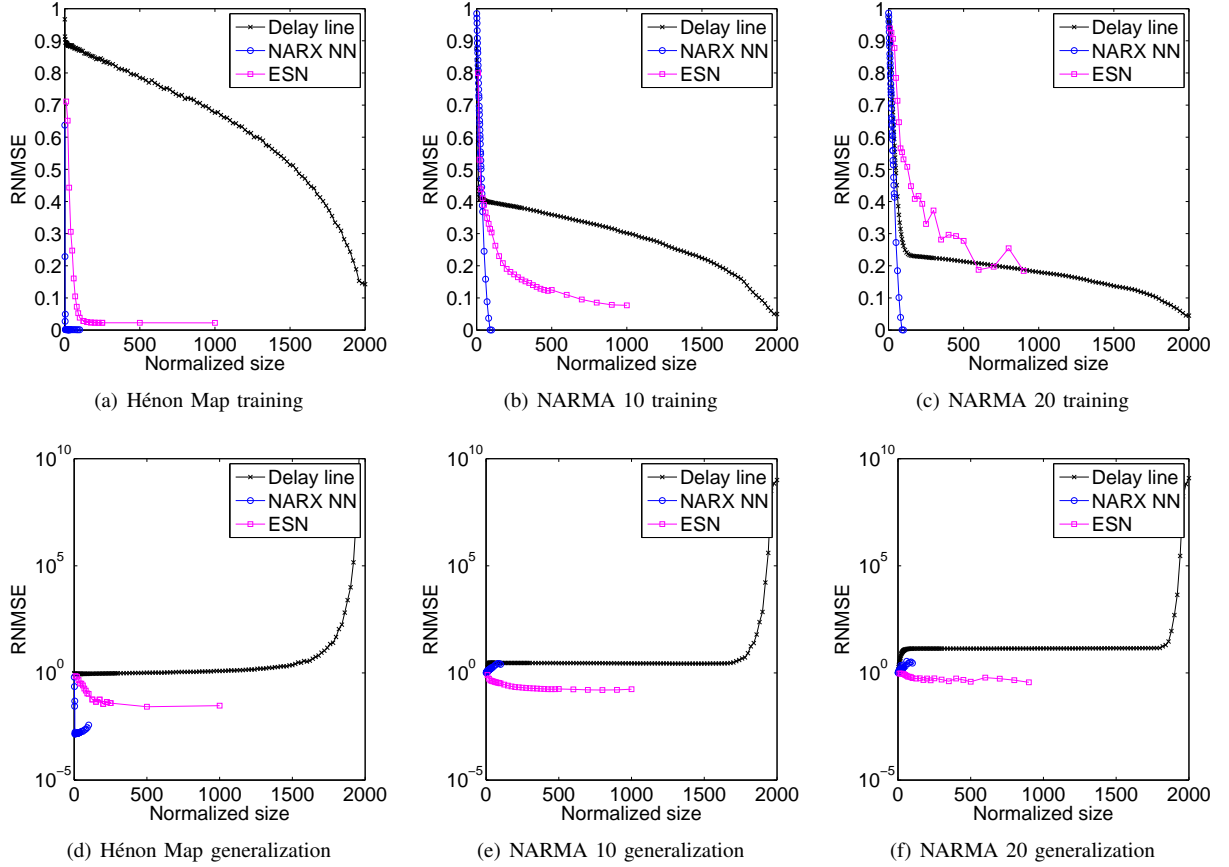 1
0.9
0.8
0.7
0.6
0.5
0.4
0.3
0.2
0.1
0
RNMSE
Delay line
NARX NN
ESN
0 500 1000 1500 2000
Normalized size
(a) Hénon Map training
1
0.9
0.8
0.7
0.6
0.5
0.4
0.3
0.2
0.1
0
RNMSE
Delay line
NARX NN
ESN
0 500 1000 1500 2000
Normalized size
(b) NARMA 10 training
1
0.9
0.8
0.7
0.6
0.5
0.4
0.3
0.2
0.1
0
RNMSE
Delay line
NARX NN
ESN
0 500 1000 1500 2000
Normalized size
(c) NARMA 20 training
10^10
10^5
10^0
10^-5
RNMSE
Delay line
NARX NN
ESN
0 500 1000 1500 2000
Normalized size
(d) Hénon Map generalization
10^10
10^5
10^0
10^-5
RNMSE
Delay line
NARX NN
ESN
0 500 1000 1500 2000
Normalized size
(e) NARMA 10 generalization
10^10
10^5
10^0
10^-5
RNMSE
Delay line
NARX NN
ESN
0 500 1000 1500 2000
Normalized size
(f) NARMA 20 generalization